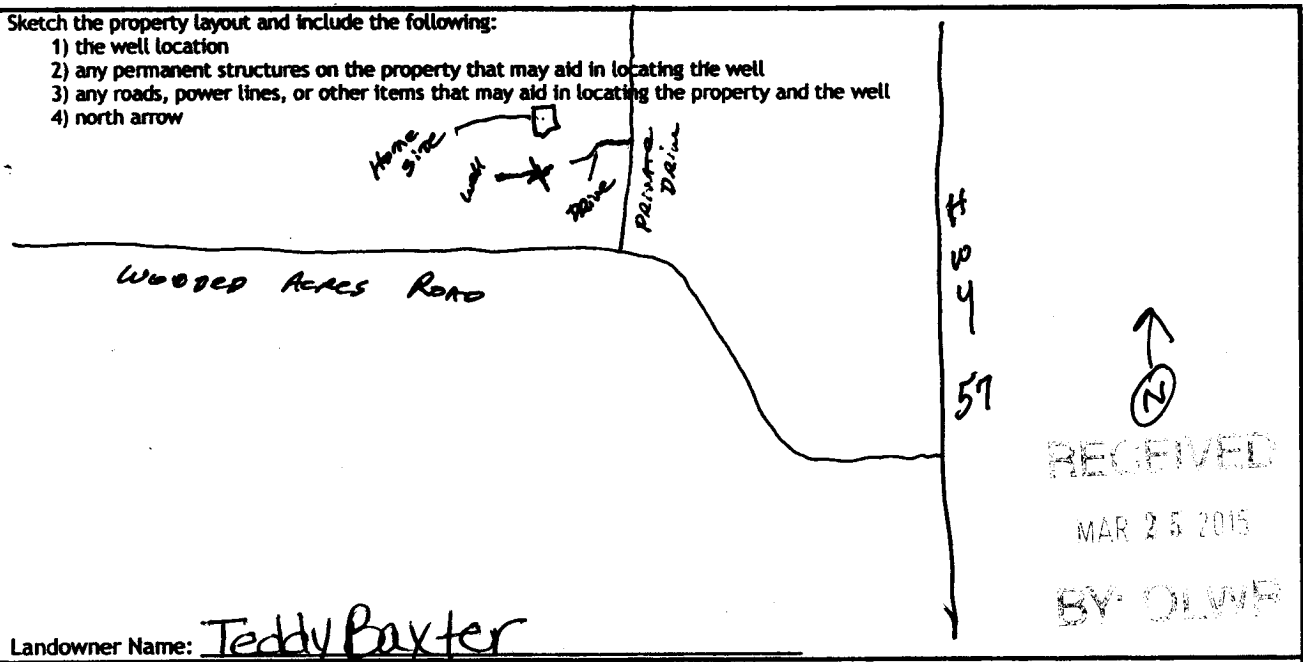 Sketch the property layout and include the following:
1) the well location
2) any permanent structures on the property that may aid in locating the well
3) any roads, power lines, or other items that may aid in locating the property and the well
4) north arrow
Home
Site
well
Drive
PRIVATE
DRIVE
WOODED ACRES ROAD
HWY 57
N
RECEIVED
MAR 25 2015
BY: OLWR
Landowner Name: Teddy Baxter